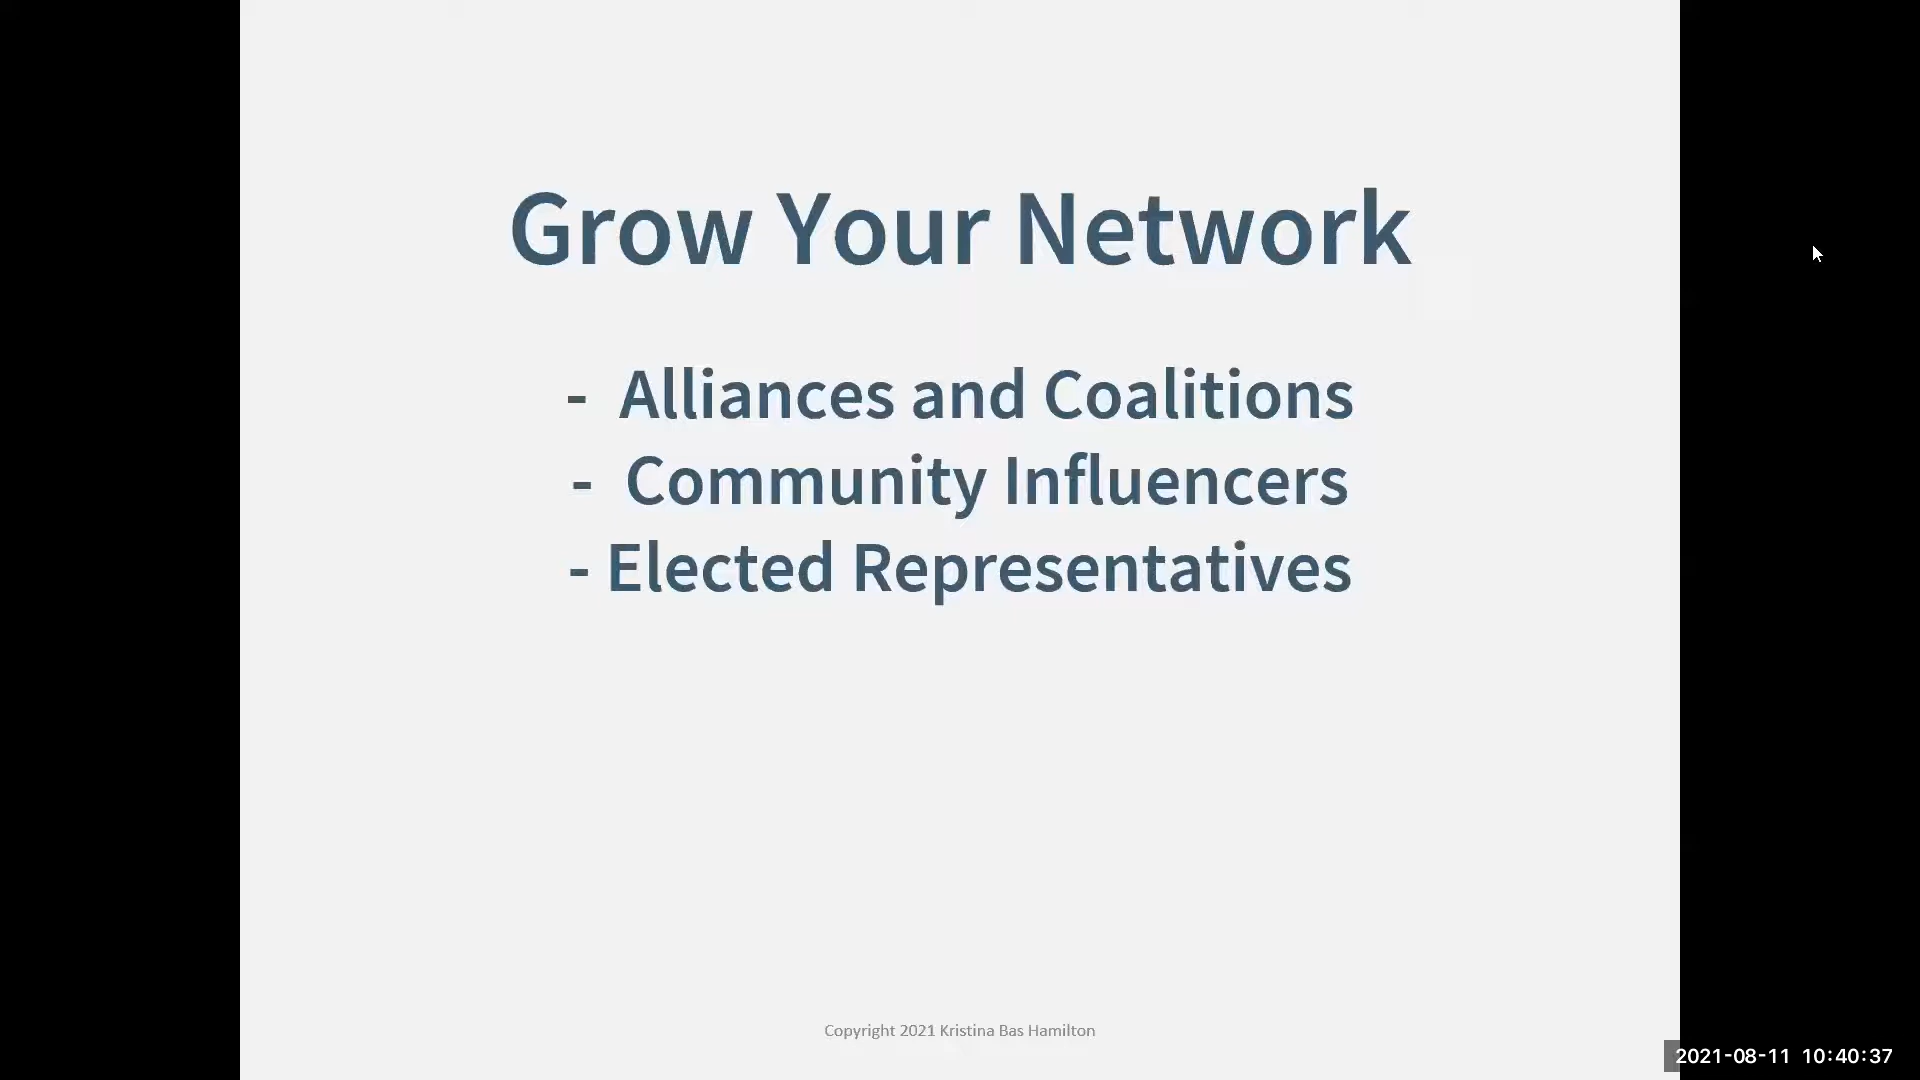 Grow Your Network
- Alliances and Coalitions
- Community Influencers
- Elected Representatives
Copyright 2021 Kristina Bas Hamilton
2021-08-11 10:40:37